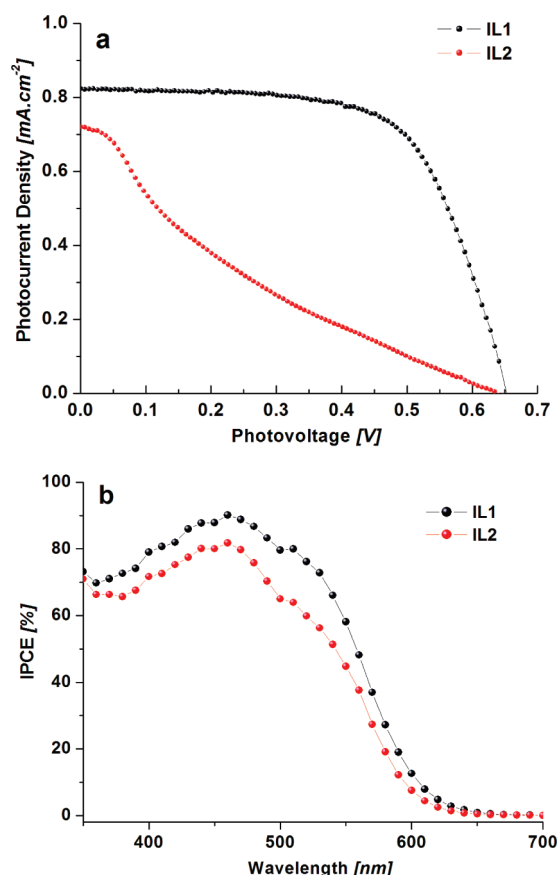 a
IL1
IL2
1.0
0.8
0.6
0.4
0.2
0.0
Photocurrent Density [mA.cm-2]
0.0 0.1 0.2 0.3 0.4 0.5 0.6 0.7
Photovoltage [V]
b
IL1
IL2
100
80
60
40
20
0
IPCE [%]
400 500 600 700
Wavelength [nm]